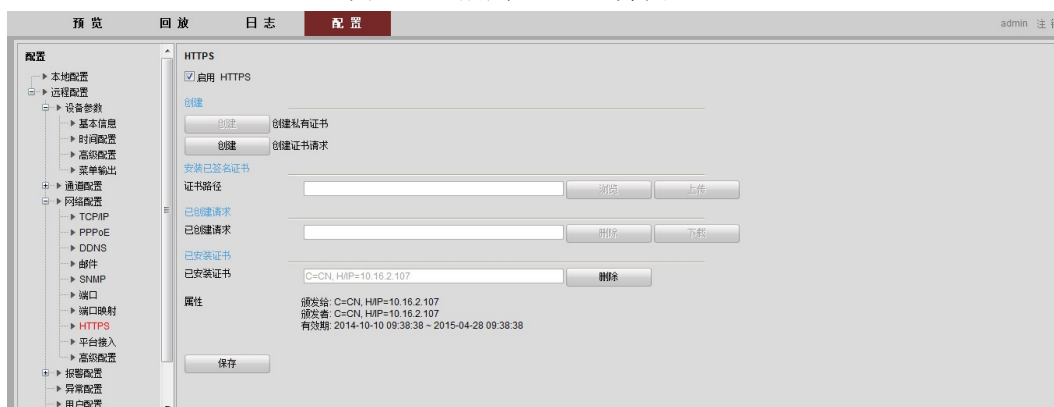 预 览 回 放 日 志 配 置 admin 注
配置
本地配置
远程配置
设备参数
基本信息
时间配置
高级配置
菜单输出
通道配置
网络配置
TCP/IP
PPPoE
DDNS
邮件
SNMP
端口
端口映射
HTTPS
平台接入
高级配置
报警配置
异常配置
用户配置
HTTPS
启用 HTTPS
创建
创建 创建私有证书
创建 创建证书请求
安装已签名证书
证书路径 浏览 上传
已创建请求
已创建请求 删除 下载
已安装证书
已安装证书 C=CN, H/IP=10.16.2.107 删除
属性 颁发给: C=CN, H/IP=10.16.2.107
颁发者: C=CN, H/IP=10.16.2.107
有效期: 2014-10-10 09:38:38 ~ 2015-04-28 09:38:38
保存